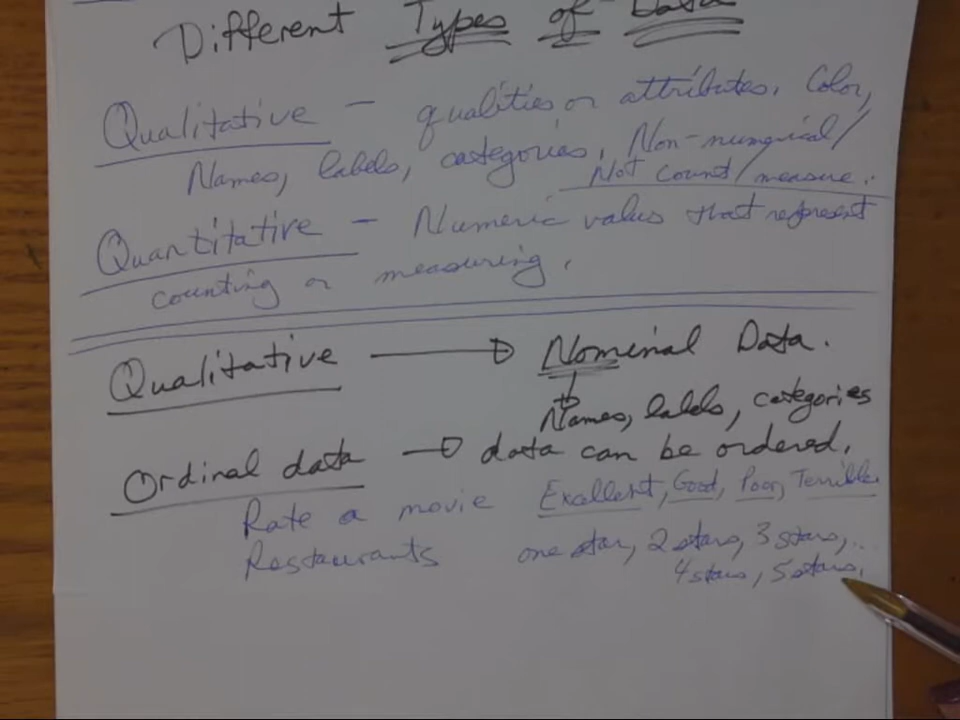 Different Types of Data
Qualitative - qualities or attributes. Color,
Names, labels, categories. Non-numerical/
Not Count/measure.
Quantitative - Numeric values that represent
counting or measuring.
Qualitative → Nominal Data.
Names, labels, categories
Ordinal data → data can be ordered.
Rate a movie Excellent, Good, Poor, Terrible.
Restaurants one star, 2 stars, 3 stars, ..
4 stars, 5 stars.